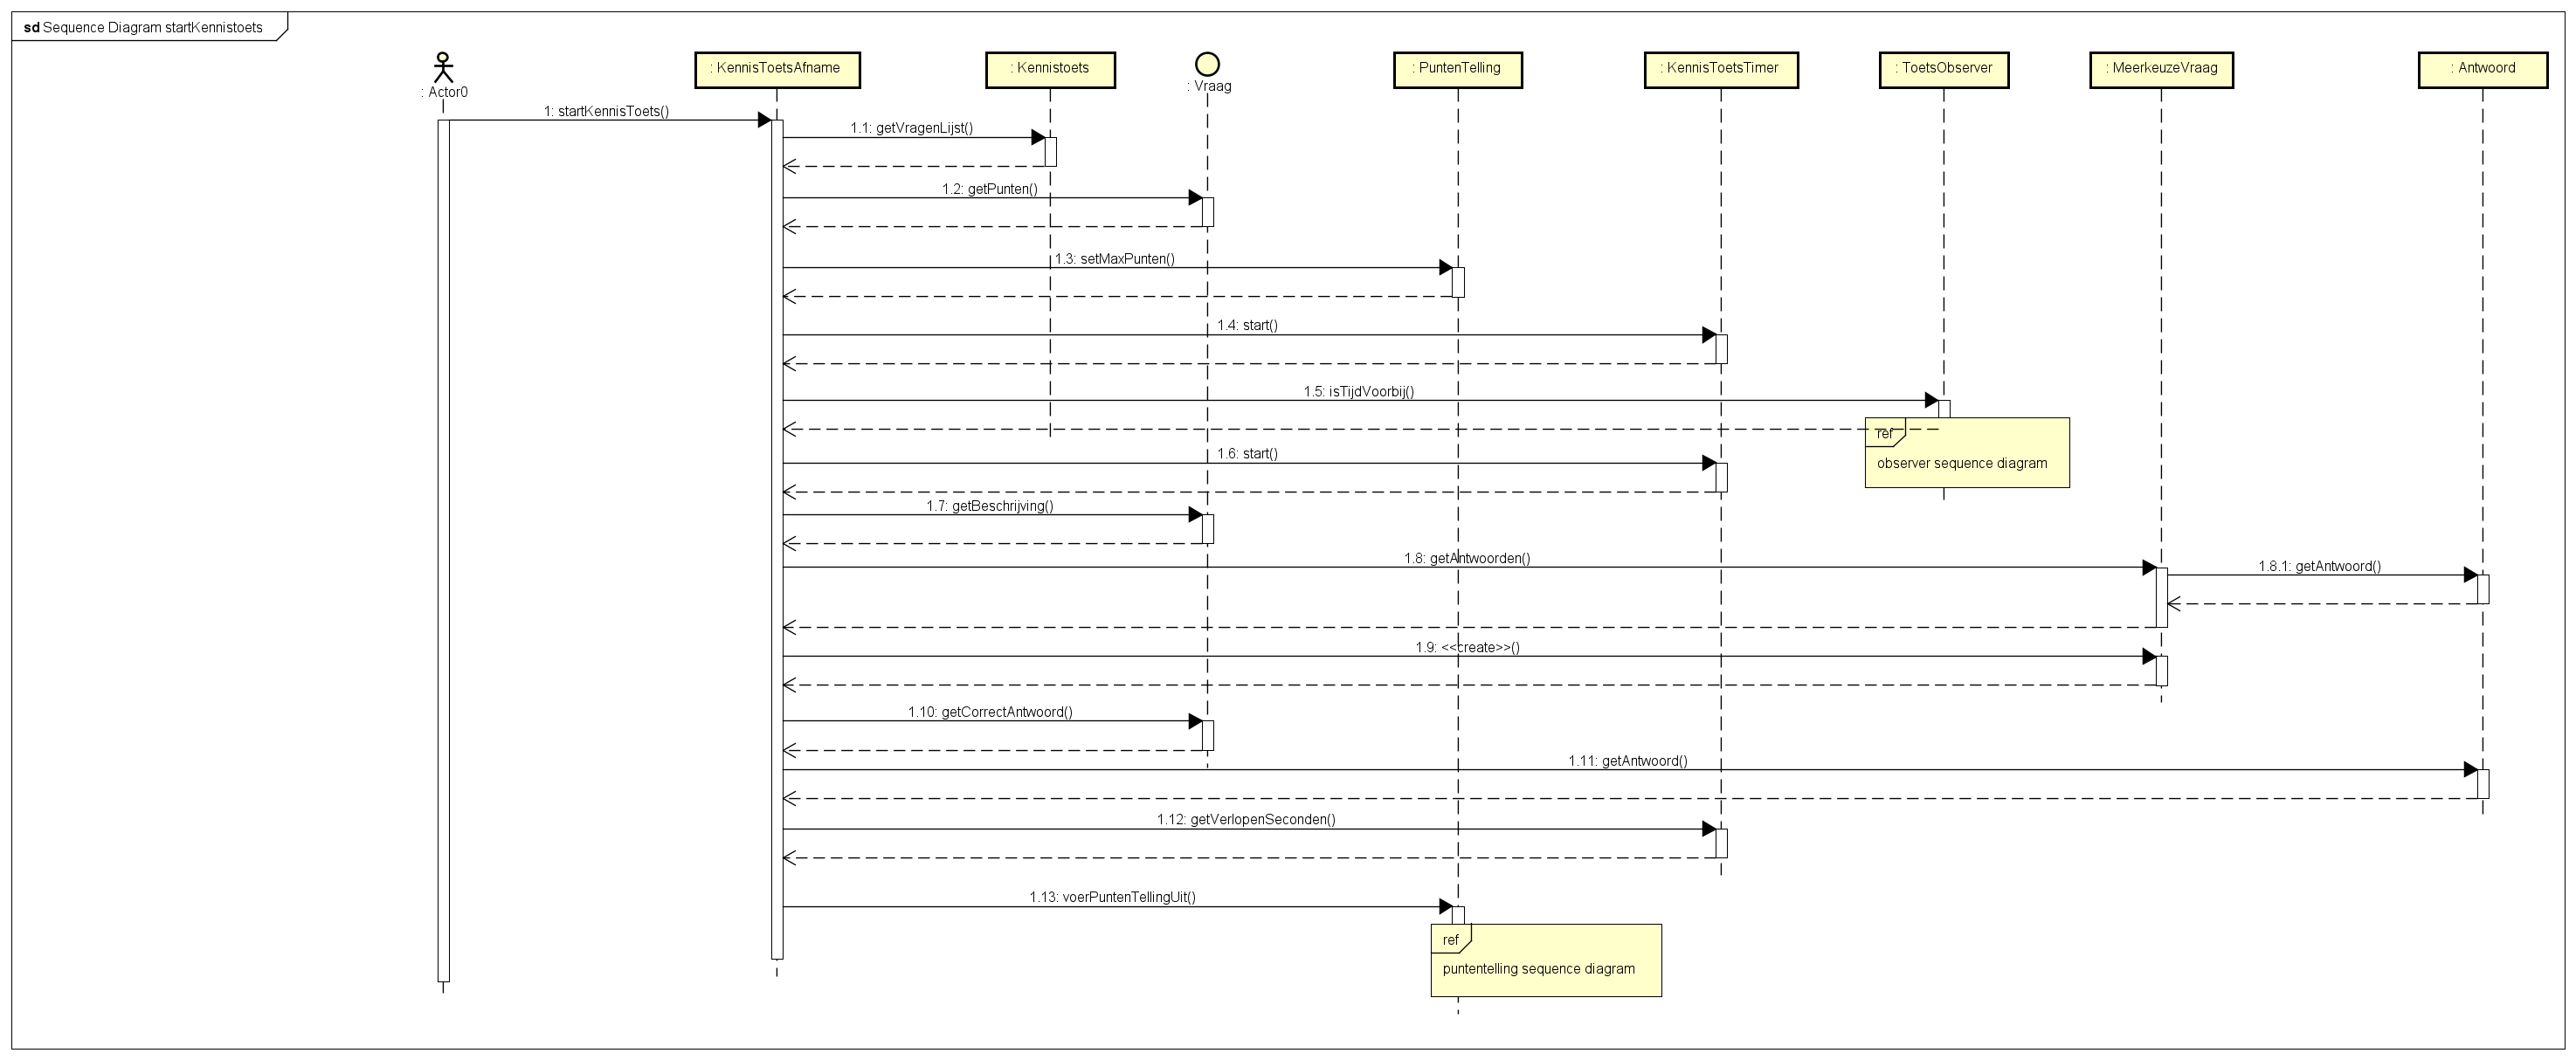 sd Sequence Diagram startKennistoets
: Actor0
: KennisToetsAfname
: Kennistoets
: Vraag
: PuntenTelling
: KennisToetsTimer
: ToetsObserver
: MeerkeuzeVraag
: Antwoord
1: startKennisToets()
1.1: getVragenLijst()
1.2: getPunten()
1.3: setMaxPunten()
1.4: start()
1.5: isTijdVoorbij()
ref
observer sequence diagram
1.6: start()
1.7: getBeschrijving()
1.8: getAntwoorden()
1.8.1: getAntwoord()
1.9: <<create>>()
1.10: getCorrectAntwoord()
1.11: getAntwoord()
1.12: getVerlopenSeconden()
1.13: voerPuntenTellingUit()
ref
puntentelling sequence diagram